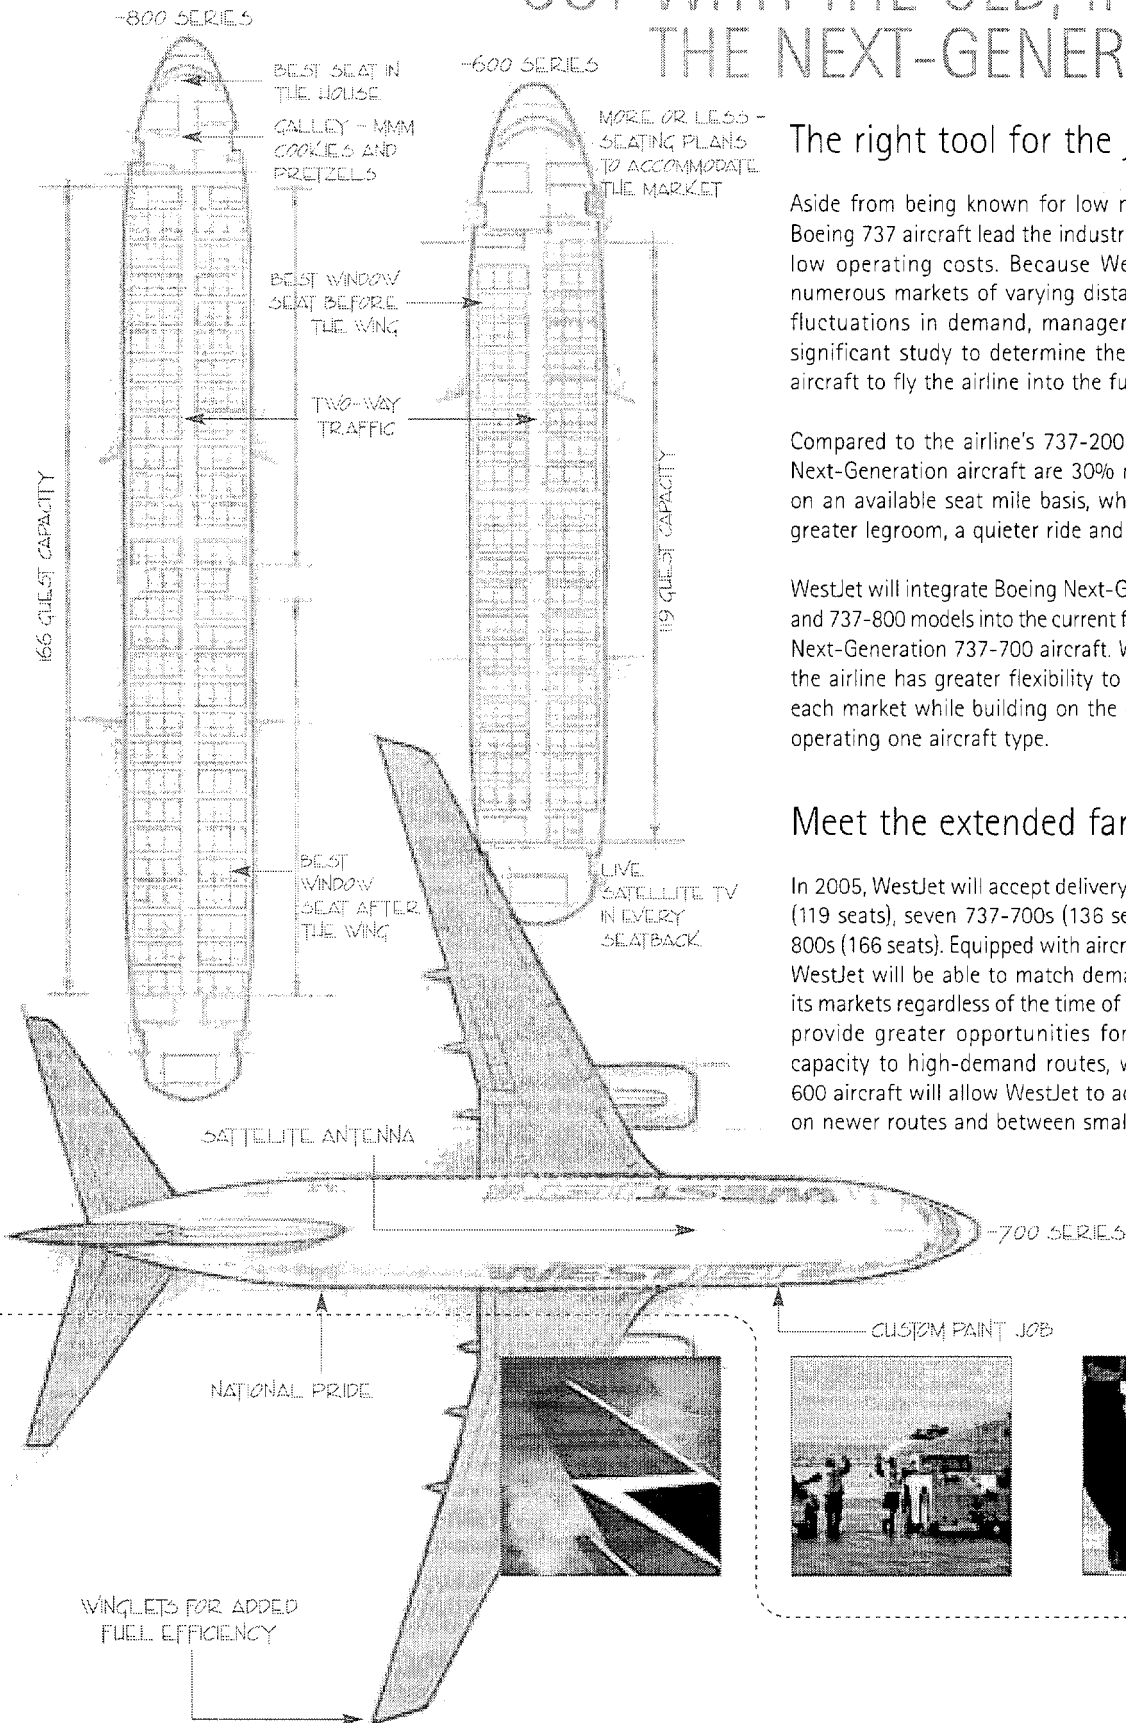 THE OLD,
THE NEXT-GENER
-800 SERIES
BEST SEAT IN
THE HOUSE
GALLEY - MMM
COOKIES AND
PRETZELS
BEST WINDOW
SEAT BEFORE
THE WING
TWO-WAY
TRAFFIC
166 GUEST CAPACITY
BEST
WINDOW
SEAT AFTER
THE WING
-600 SERIES
MORE OR LESS -
SEATING PLANS
TO ACCOMMODATE
THE MARKET
119 GUEST CAPACITY
LIVE
SATELLITE TV
IN EVERY
SEATBACK
The right tool for the
Aside from being known for low
Boeing 737 aircraft lead the industr
low operating costs. Because We
numerous markets of varying dista
fluctuations in demand, manager
significant study to determine the
aircraft to fly the airline into the fu
Compared to the airline's 737-200
Next-Generation aircraft are 30%
on an available seat mile basis, wh
greater legroom, a quieter ride and
WestJet will integrate Boeing Next-G
and 737-800 models into the current f
Next-Generation 737-700 aircraft. W
the airline has greater flexibility to
each market while building on the
operating one aircraft type.
Meet the extended far
In 2005, WestJet will accept delivery
(119 seats), seven 737-700s (136 se
800s (166 seats). Equipped with aircr
WestJet will be able to match dema
its markets regardless of the time of
provide greater opportunities for
capacity to high-demand routes, w
600 aircraft will allow WestJet to ac
on newer routes and between smal
SATTELITE ANTENNA
-700 SERIES
WESTJET
CUSTOM PAINT JOB
NATIONAL PRIDE
WINGLETS FOR ADDED
FUEL EFFICIENCY